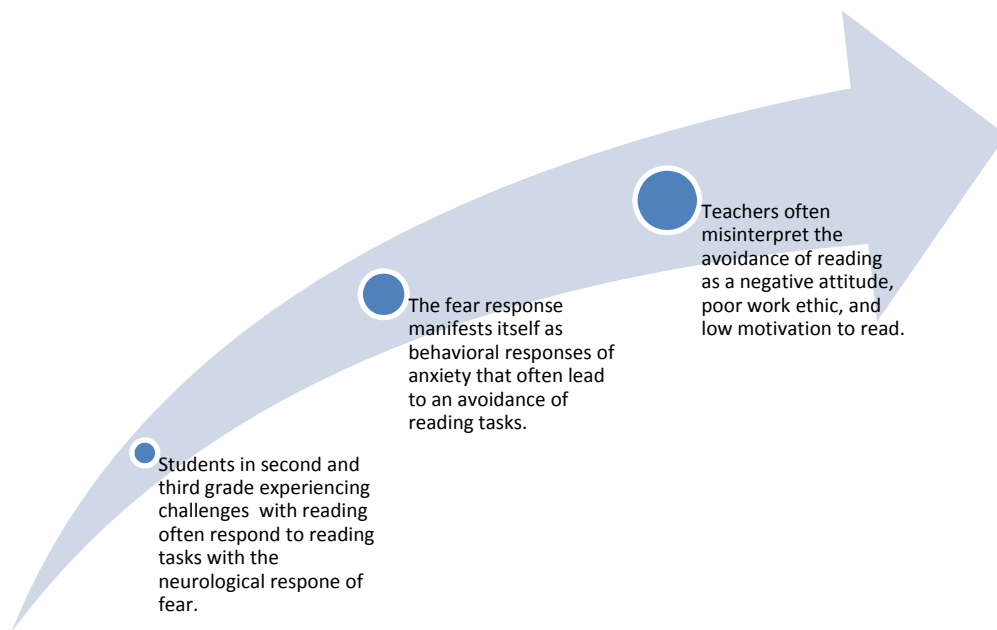 Students in second and
third grade experiencing
challenges  with reading
often respond to reading
tasks with the
neurological respone of
fear.
The fear response
manifests itself as
behavioral responses of
anxiety that often lead
to an avoidance of
reading tasks.
Teachers often
misinterpret the
avoidance of reading
as a negative attitude,
poor work ethic, and
low motivation to read.